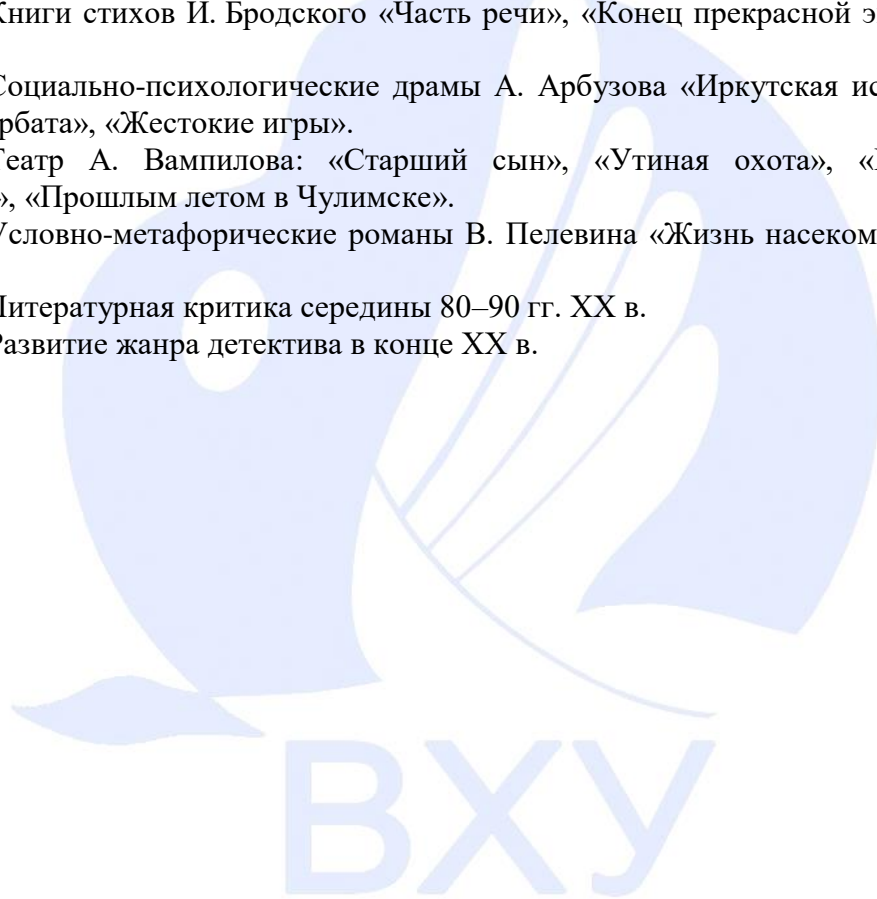 Книги стихов И. Бродского «Часть речи», «Конец прекрасной э
Социально-психологические драмы А. Арбузова «Иркутская ис
рбата», «Жестокие игры».
Театр А. Вампилова: «Старший сын», «Утиная охота», «
», «Прошлым летом в Чулимске».
Условно-метафорические романы В. Пелевина «Жизнь насеком
Литературная критика середины 80–90 гг. XX в.
Развитие жанра детектива в конце XX в.
ВХУ